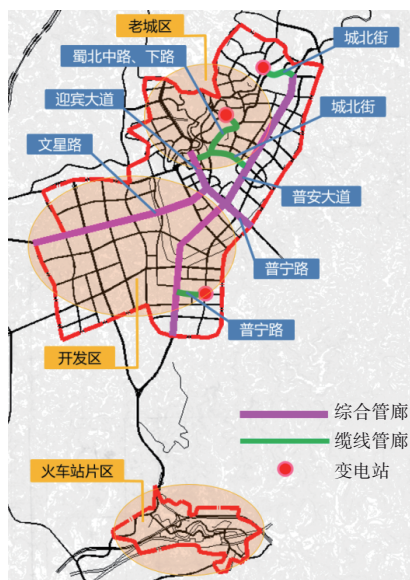 老城区
城北街
蜀北中路、下路
迎宾大道
城北街
文星路
普安大道
普宁路
普宁路
开发区
综合管廊
缆线管廊
变电站
火车站片区